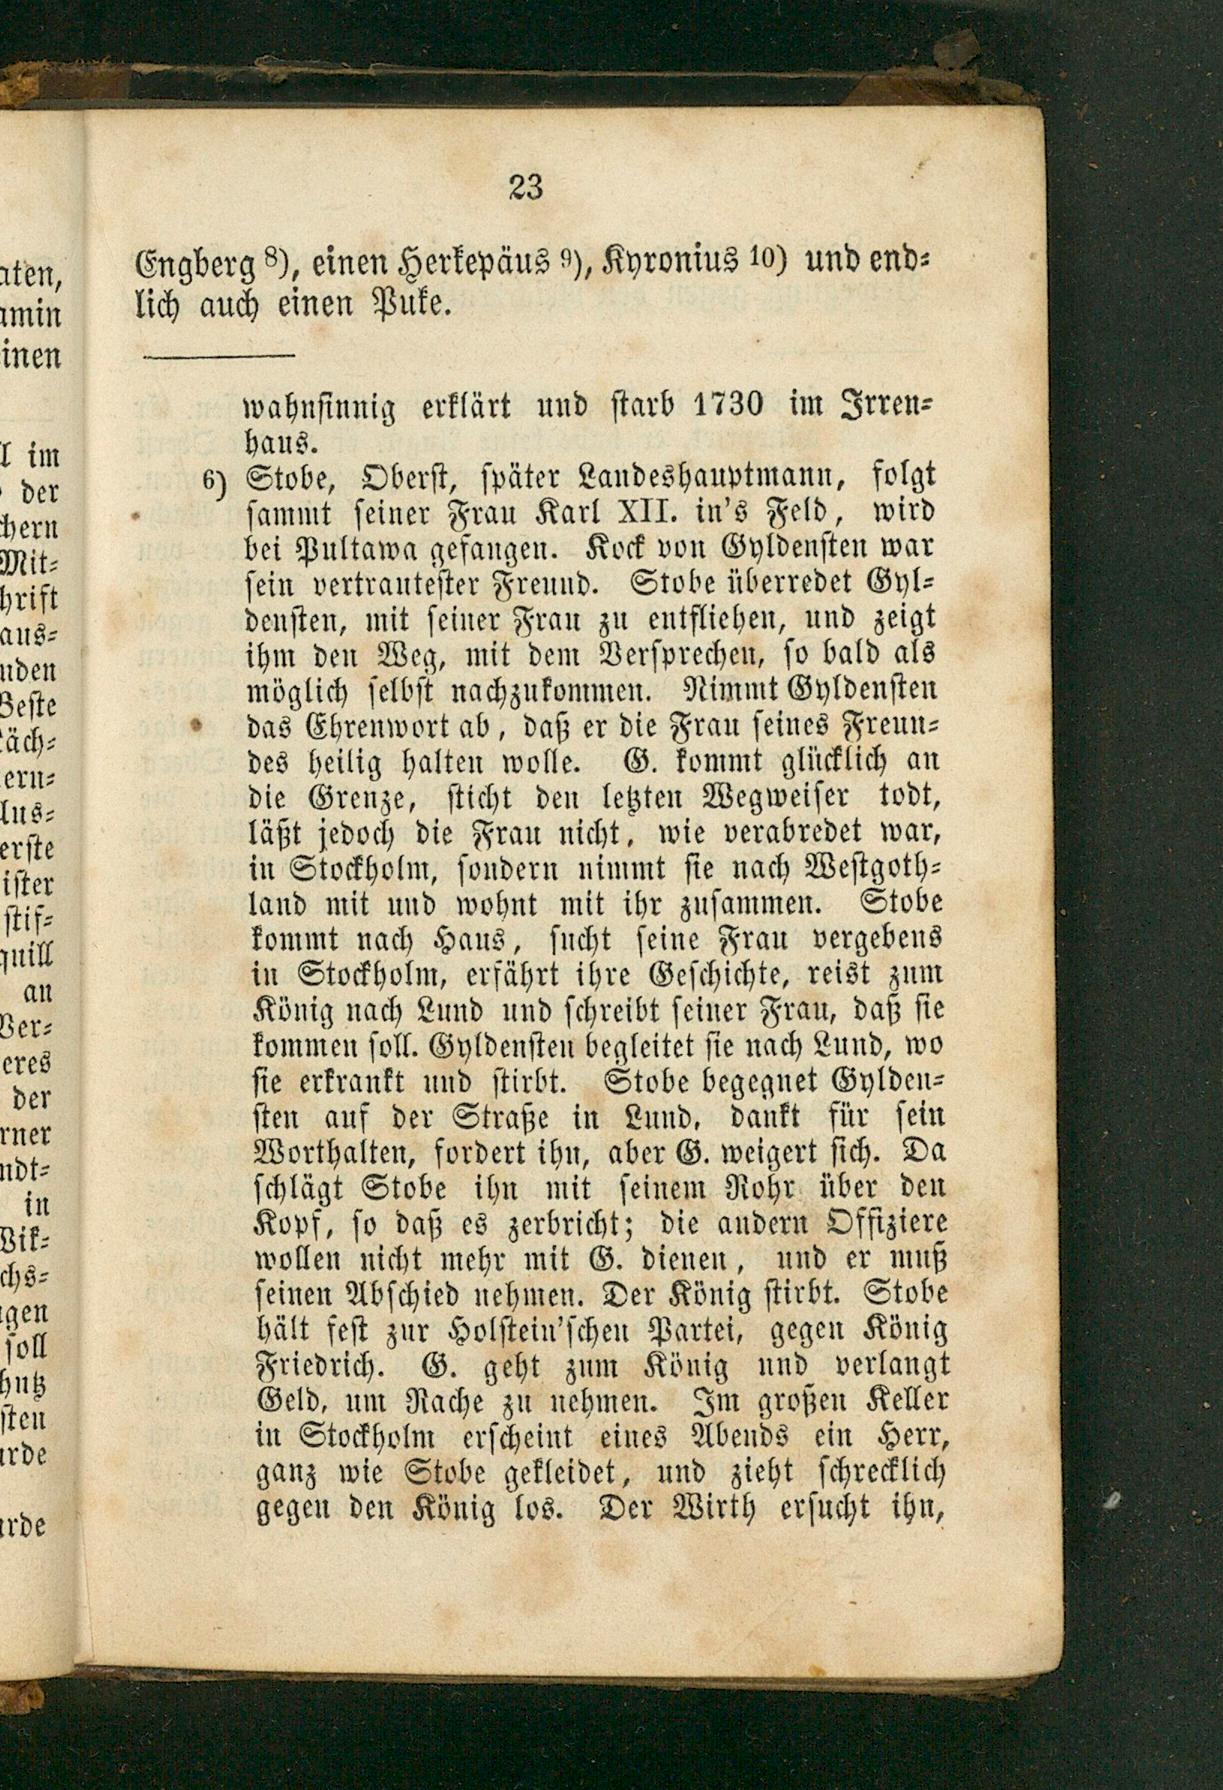 23
Engberg 8), einen Herkepäus 9), Kyronius 10) und end-
lich auch einen Puke.
wahnsinnig erklärt und starb 1730 im Irren-
haus.
6) Stobe, Oberst, später Landeshauptmann, folgt
sammt seiner Frau Karl XII. in's Feld, wird
bei Pultawa gefangen. Kock von Gyldensten war
sein vertrautester Freund. Stobe überredet Gyl-
densten, mit seiner Frau zu entfliehen, und zeigt
ihm den Weg, mit dem Versprechen, so bald als
möglich selbst nachzukommen. Nimmt Gyldensten
das Ehrenwort ab, daß er die Frau seines Freun-
des heilig halten wolle. G. kommt glücklich an
die Grenze, sticht den letzten Wegweiser todt,
läßt jedoch die Frau nicht, wie verabredet war,
in Stockholm, sondern nimmt sie nach Westgoth-
land mit und wohnt mit ihr zusammen. Stobe
kommt nach Haus, sucht seine Frau vergebens
in Stockholm, erfährt ihre Geschichte, reist zum
König nach Lund und schreibt seiner Frau, daß sie
kommen soll. Gyldensten begleitet sie nach Lund, wo
sie erkrankt und stirbt. Stobe begegnet Gylden-
sten auf der Straße in Lund, dankt für sein
Worthalten, fordert ihn, aber G. weigert sich. Da
schlägt Stobe ihn mit seinem Rohr über den
Kopf, so daß es zerbricht; die andern Offiziere
wollen nicht mehr mit G. dienen, und er muß
seinen Abschied nehmen. Der König stirbt. Stobe
hält fest zur Holstein'schen Partei, gegen König
Friedrich. G. geht zum König und verlangt
Geld, um Rache zu nehmen. Im großen Keller
in Stockholm erscheint eines Abends ein Herr,
ganz wie Stobe gekleidet, und zieht schrecklich
gegen den König los. Der Wirth ersucht ihn,